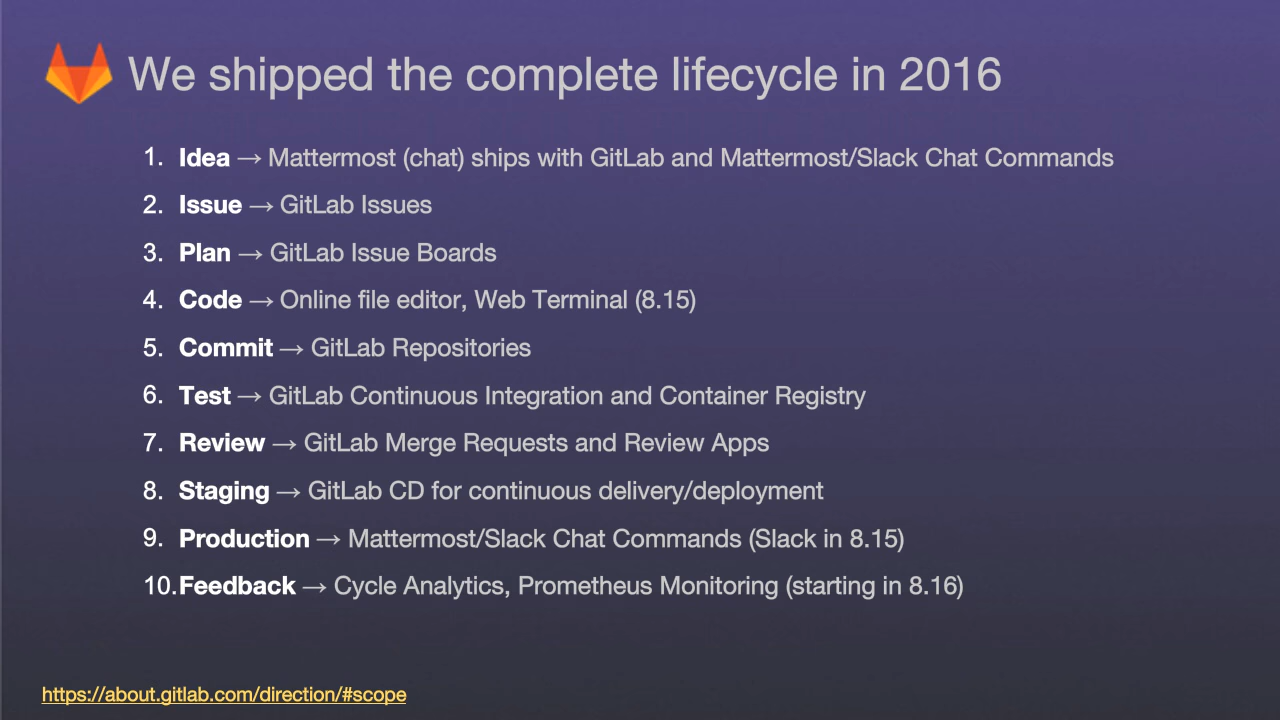 We shipped the complete lifecycle in 2016
1. Idea → Mattermost (chat) ships with GitLab and Mattermost/Slack Chat Commands
2. Issue → GitLab Issues
3. Plan → GitLab Issue Boards
4. Code → Online file editor, Web Terminal (8.15)
5. Commit → GitLab Repositories
6. Test → GitLab Continuous Integration and Container Registry
7. Review → GitLab Merge Requests and Review Apps
8. Staging → GitLab CD for continuous delivery/deployment
9. Production → Mattermost/Slack Chat Commands (Slack in 8.15)
10. Feedback → Cycle Analytics, Prometheus Monitoring (starting in 8.16)
https://about.gitlab.com/direction/#scope